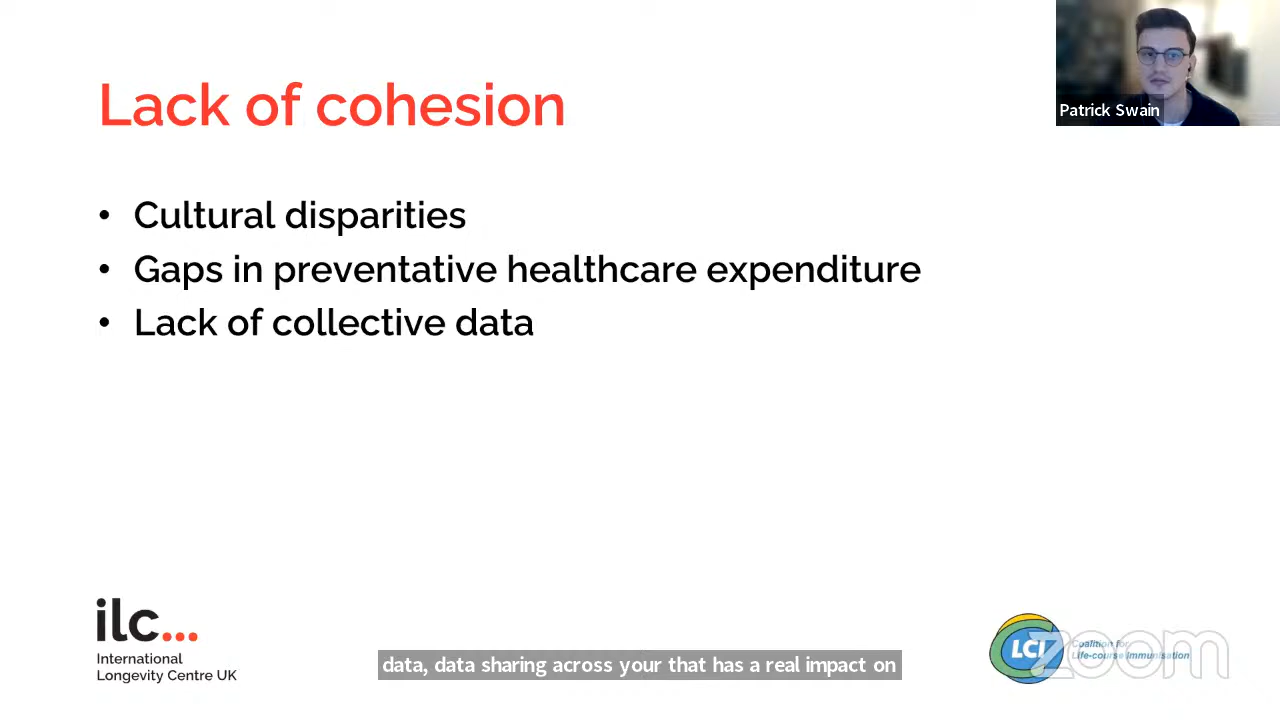 Lack of cohesion
Patrick Swain
• Cultural disparities
• Gaps in preventative healthcare expenditure
• Lack of collective data
ilc...
International
Longevity Centre UK
data, data sharing across your that has a real impact on
LCI
Coalition for
Life-course Immunisation
zoom